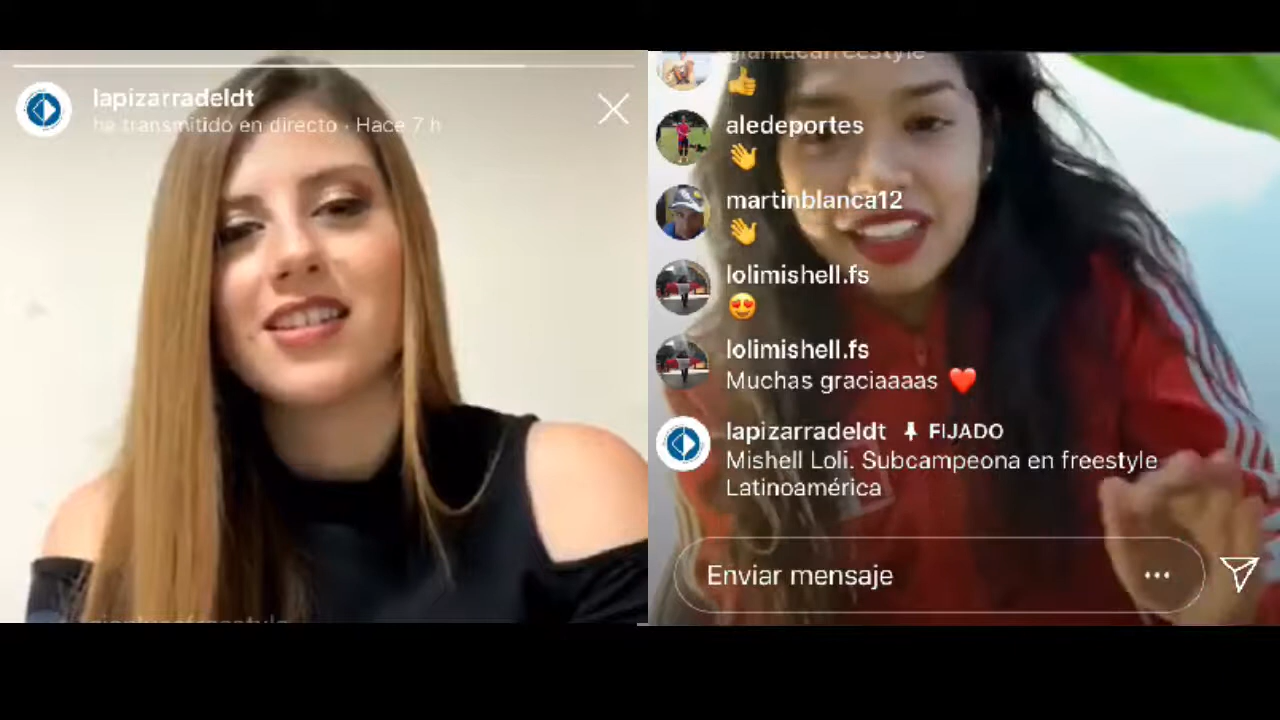 lapizarradeldt
ha transmitido en directo · Hace 7 h
aledeportes
martinblanca12
lolimishell.fs
lolimishell.fs
Muchas graciaaaas
lapizarradeldt FIJADO
Mishell Loli. Subcampeona en freestyle
Latinoamérica
Enviar mensaje